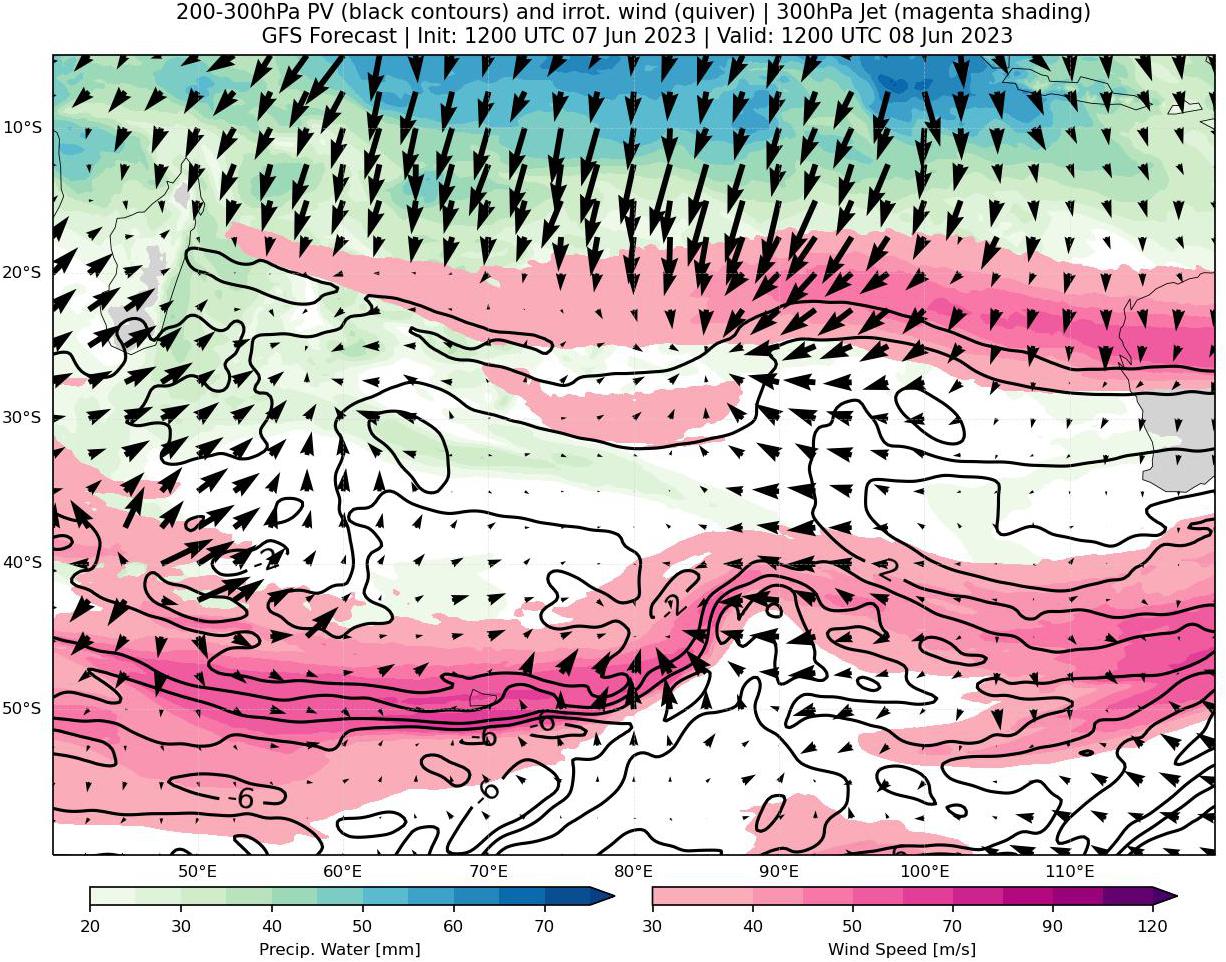 200-300hPa PV (black contours) and irrot. wind (quiver) | 300hPa Jet (magenta shading)
GFS Forecast | Init: 1200 UTC 07 Jun 2023 | Valid: 1200 UTC 08 Jun 2023
10°S
20°S
30°S
40°S
50°S
-2
-2
-2
-6
-6
-6
-6
50°E 60°E 70°E 80°E 90°E 100°E 110°E
20 30 40 50 60 70
Precip. Water [mm]
30 40 50 70 90 120
Wind Speed [m/s]